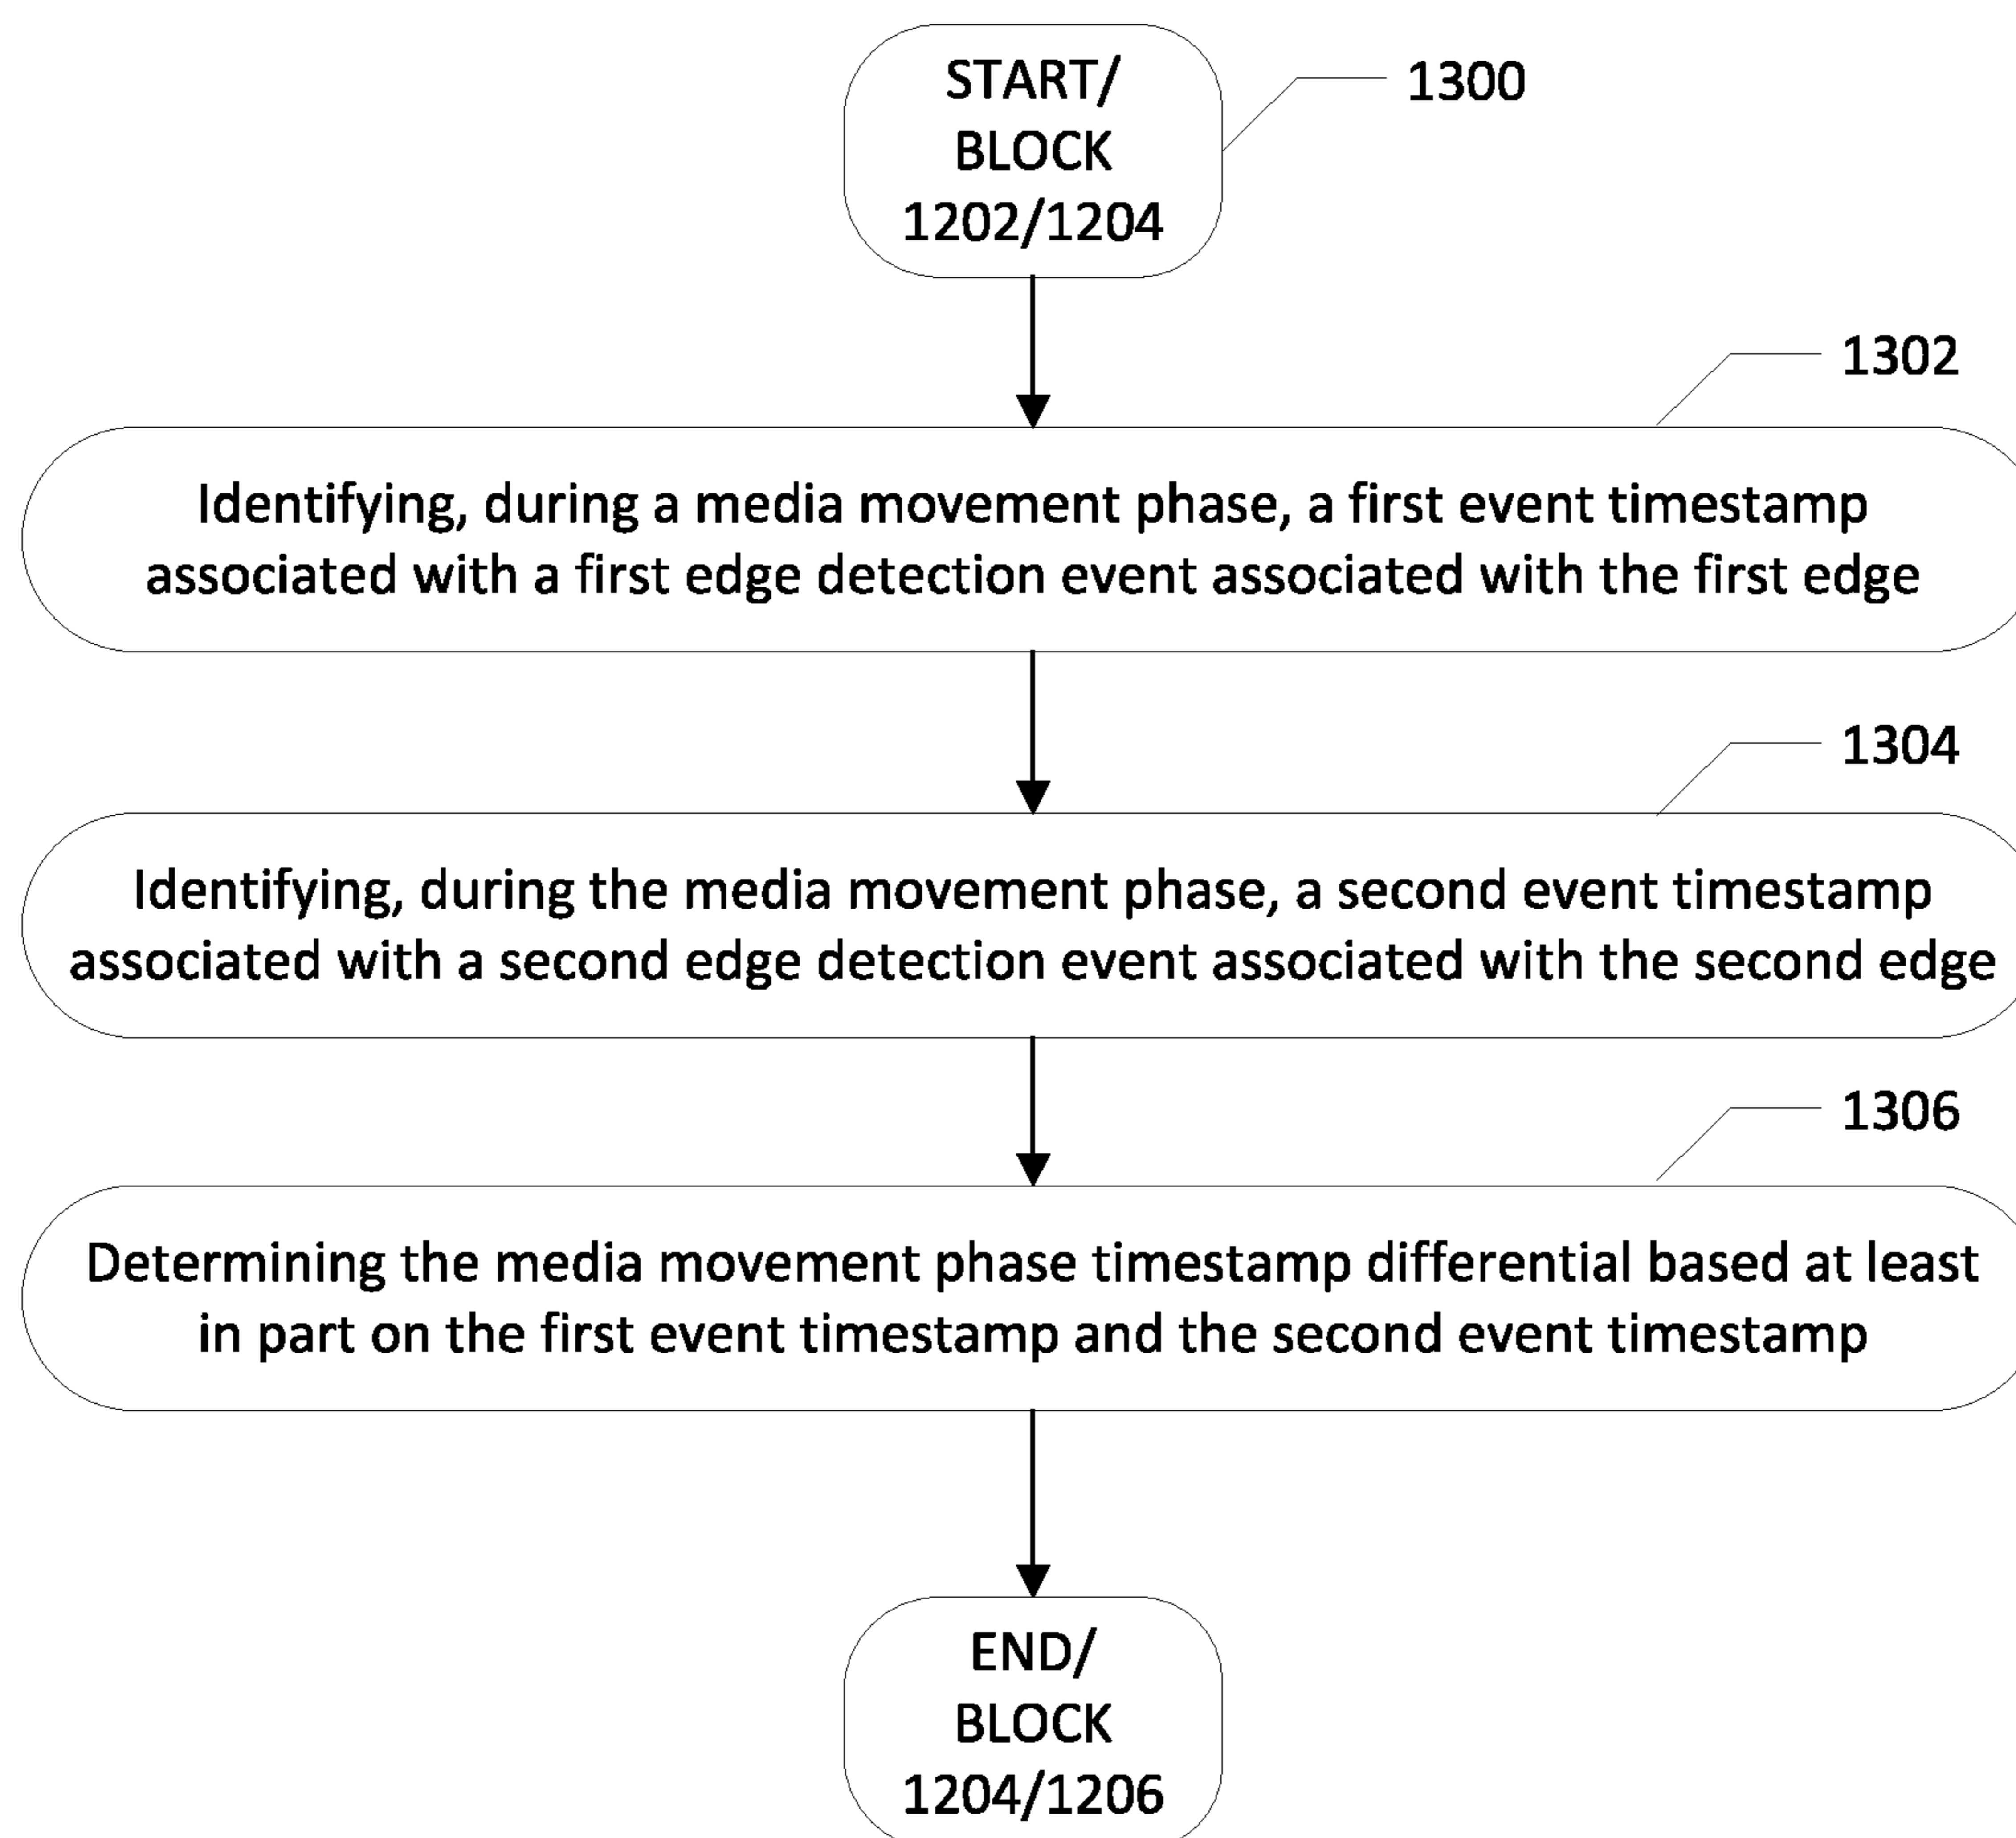 START/
BLOCK
1202/1204
1300
1302
Identifying, during a media movement phase, a first event timestamp
associated with a first edge detection event associated with the first edge
1304
Identifying, during the media movement phase, a second event timestamp
associated with a second edge detection event associated with the second edge
1306
Determining the media movement phase timestamp differential based at least
in part on the first event timestamp and the second event timestamp
END/
BLOCK
1204/1206